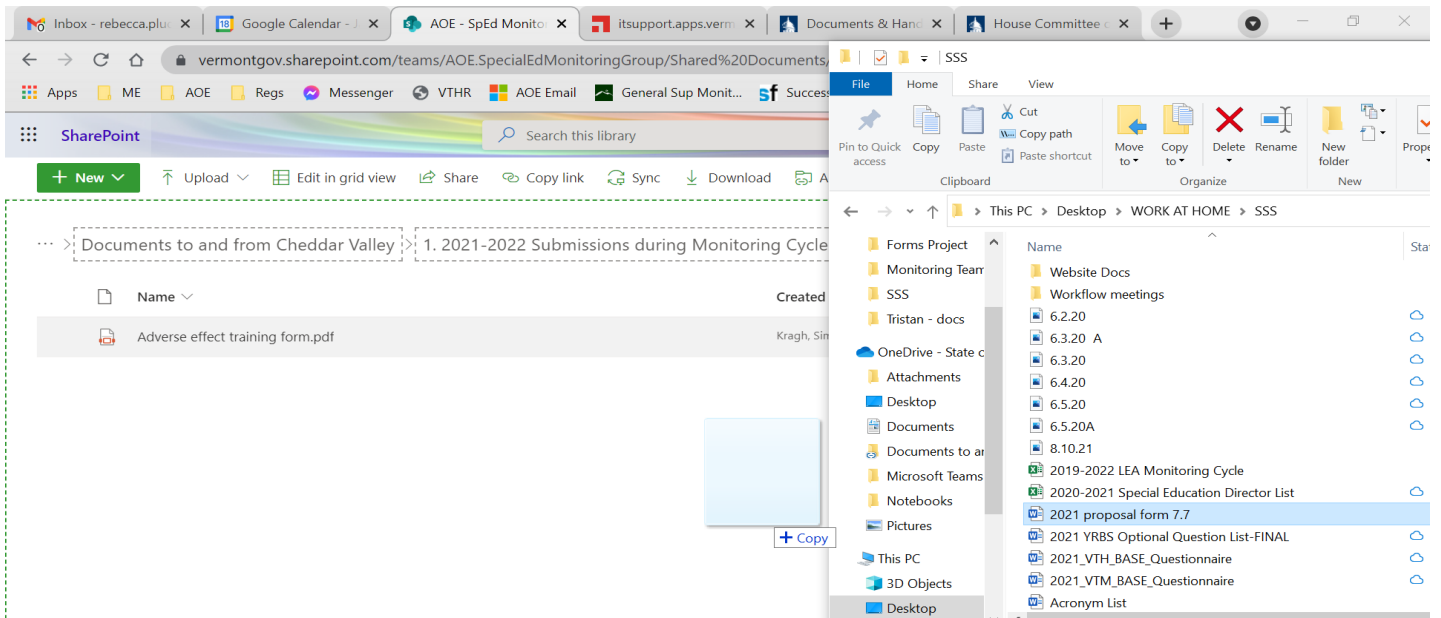 Inbox - rebecca.plu
Google Calendar - J
AOE - SpEd Monitor
itsupport.apps.verm
Documents & Hand
House Committee
vermontgov.sharepoint.com/teams/AOE.SpecialEdMonitoringGroup/Shared%20Documents/
Apps ME AOE Regs Messenger VTHR AOE Email General Sup Monit... Success
SharePoint
Search this library
New Upload Edit in grid view Share Copy link Sync Download A
··· > Documents to and from Cheddar Valley > 1. 2021-2022 Submissions during Monitoring Cycle
Name Created
Adverse effect training form.pdf Kragh, Sim
+ Copy
SSS
File Home Share View
Pin to Quick access
Copy
Paste
Cut
Copy path
Paste shortcut
Move to
Copy to
Delete
Rename
New folder
Prope
Clipboard Organize New
> This PC > Desktop > WORK AT HOME > SSS
Forms Project
Monitoring Team
SSS
Tristan - docs
OneDrive - State o
Attachments
Desktop
Documents
Documents to an
Microsoft Teams
Notebooks
Pictures
This PC
3D Objects
Desktop
Name Sta
Website Docs
Workflow meetings
6.2.20
6.3.20 A
6.3.20
6.4.20
6.5.20
6.5.20A
8.10.21
2019-2022 LEA Monitoring Cycle
2020-2021 Special Education Director List
2021 proposal form 7.7
2021 YRBS Optional Question List-FINAL
2021_VTH_BASE_Questionnaire
2021_VTM_BASE_Questionnaire
Acronym List